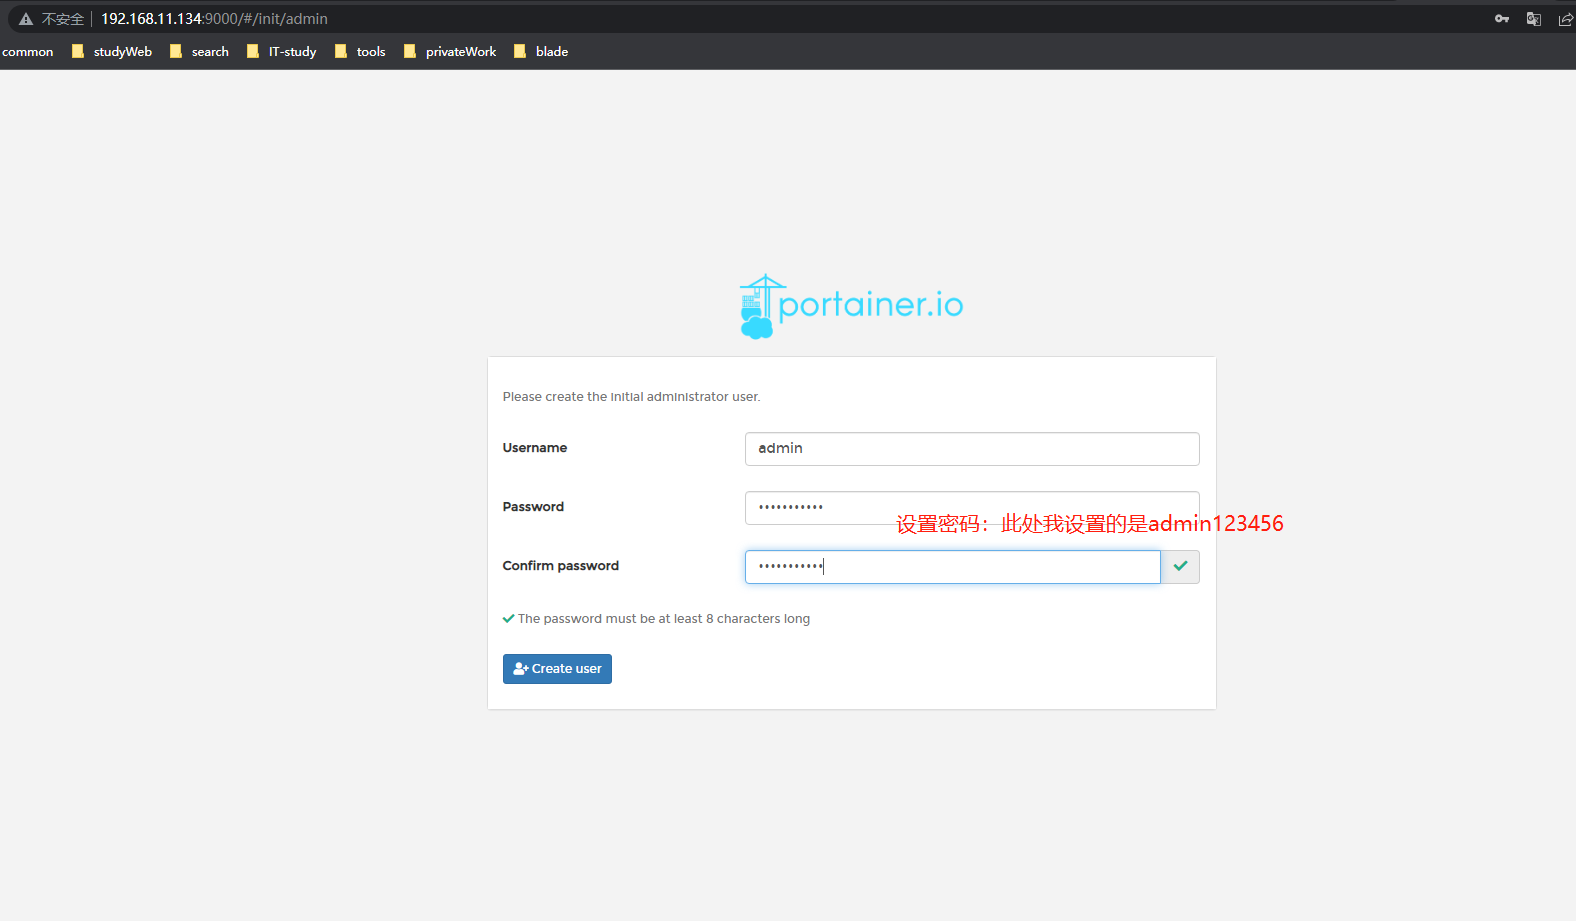 不安全 192.168.11.134:9000/#/init/admin
common studyWeb search IT-study tools privateWork blade
portainer.io
Please create the initial administrator user.
Username admin
Password •••••••••••
设置密码：此处我设置的是admin123456
Confirm password •••••••••••
The password must be at least 8 characters long
Create user